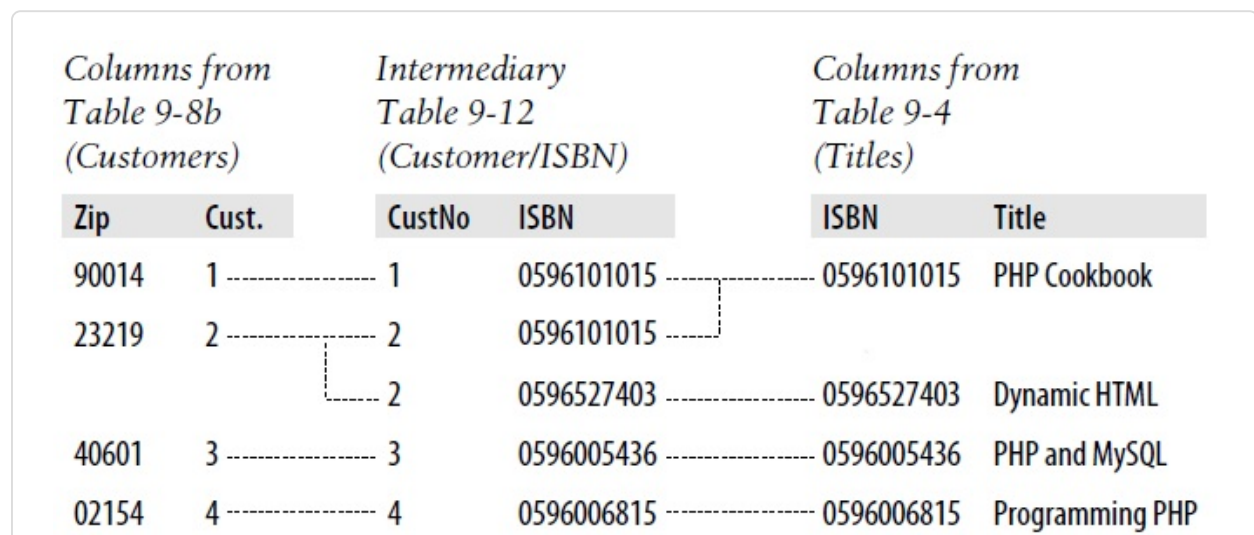 Columns from Table 9-8b (Customers)
Intermediary Table 9-12 (Customer/ISBN)
Columns from Table 9-4 (Titles)
Zip Cust. CustNo ISBN ISBN Title
90014 1 1 0596101015 0596101015 PHP Cookbook
23219 2 2 0596101015
2 0596527403 0596527403 Dynamic HTML
40601 3 3 0596005436 0596005436 PHP and MySQL
02154 4 4 0596006815 0596006815 Programming PHP